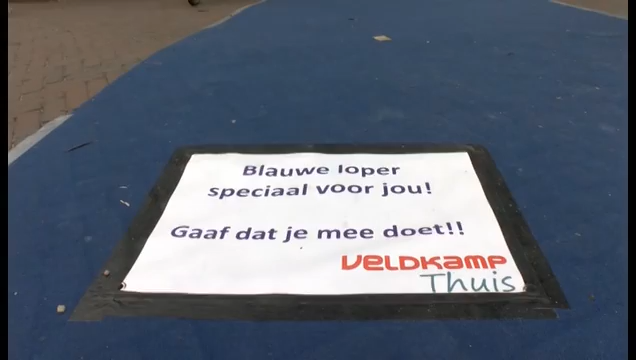 Blauwe loper
speciaal voor jou!
Gaaf dat je mee doet!!
VELDKAMP
Thuis